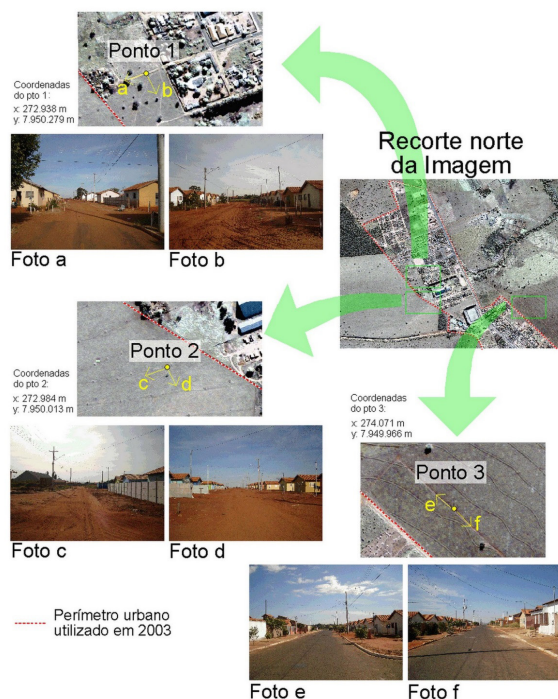 Ponto 1
Coordenadas
do pto 1:
x: 272.938 m
y: 7.950.279 m
a
b
Foto a
Foto b
Recorte norte
da Imagem
Ponto 2
Coordenadas
do pto 2:
x: 272.984 m
y: 7.950.013 m
c
d
Foto c
Foto d
Coordenadas
do pto 3:
x: 274.071 m
y: 7.949.966 m
Ponto 3
e
f
Perímetro urbano
utilizado em 2003
Foto e
Foto f